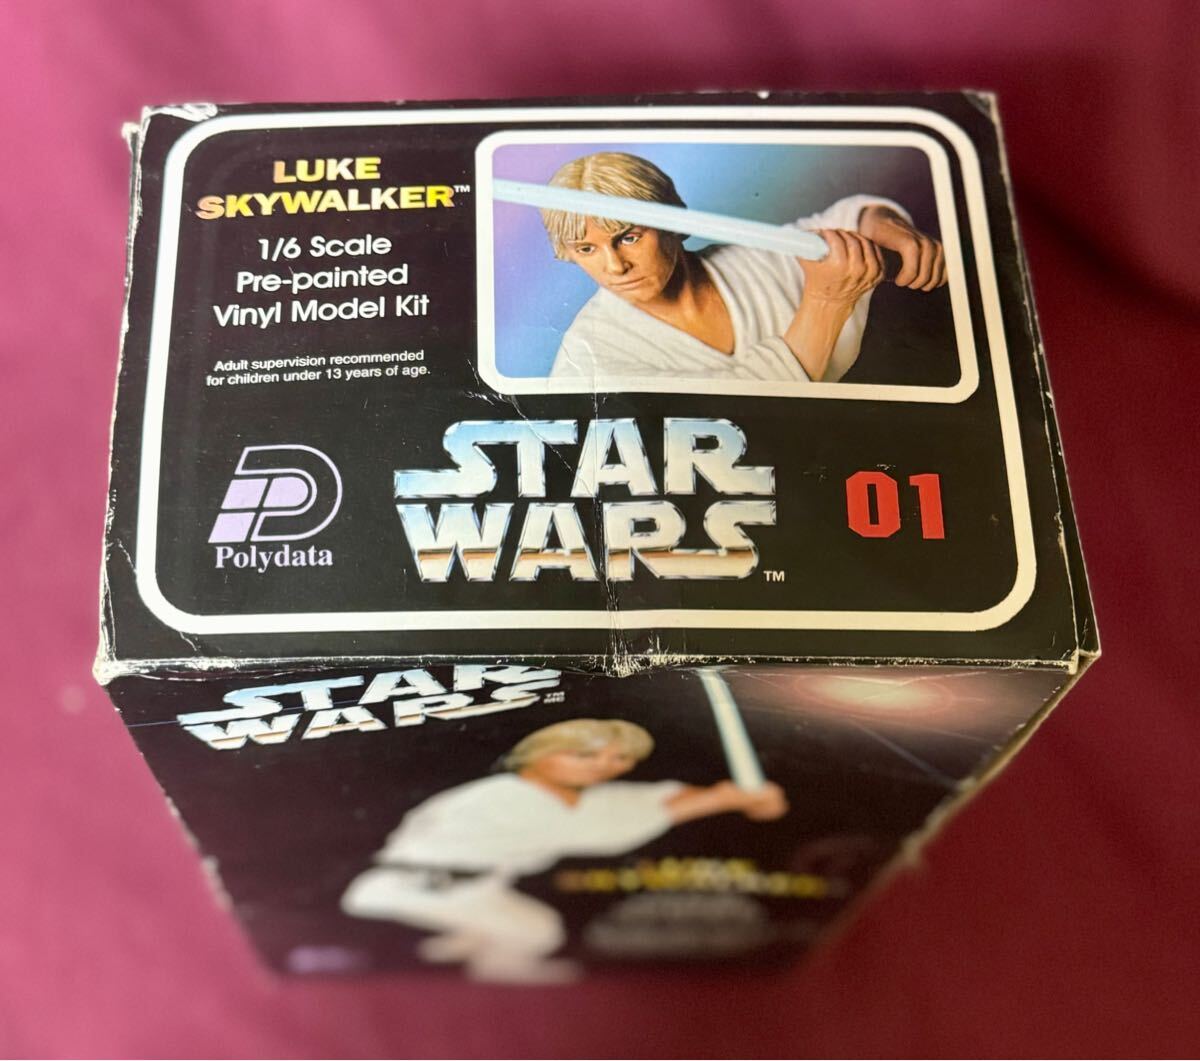 LUKE
SKYWALKER™
1/6 Scale
Pre-painted
Vinyl Model Kit
Adult supervision recommended
for children under 13 years of age.
Polydata
STAR
WARS™
01
STAR
WARS